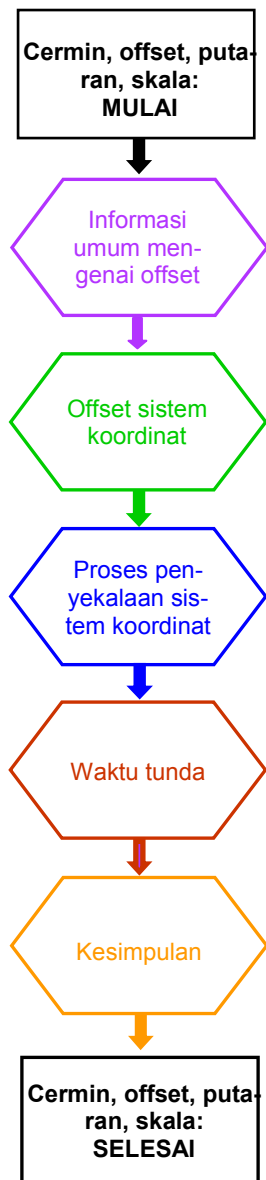 Cermin, offset, puta-
ran, skala:
MULAI
Informasi
umum men-
genai offset
Offset sistem
koordinat
Proses pen-
yekalaan sis-
tem koordinat
Waktu tunda
Kesimpulan
Cermin, offset, puta-
ran, skala:
SELESAI